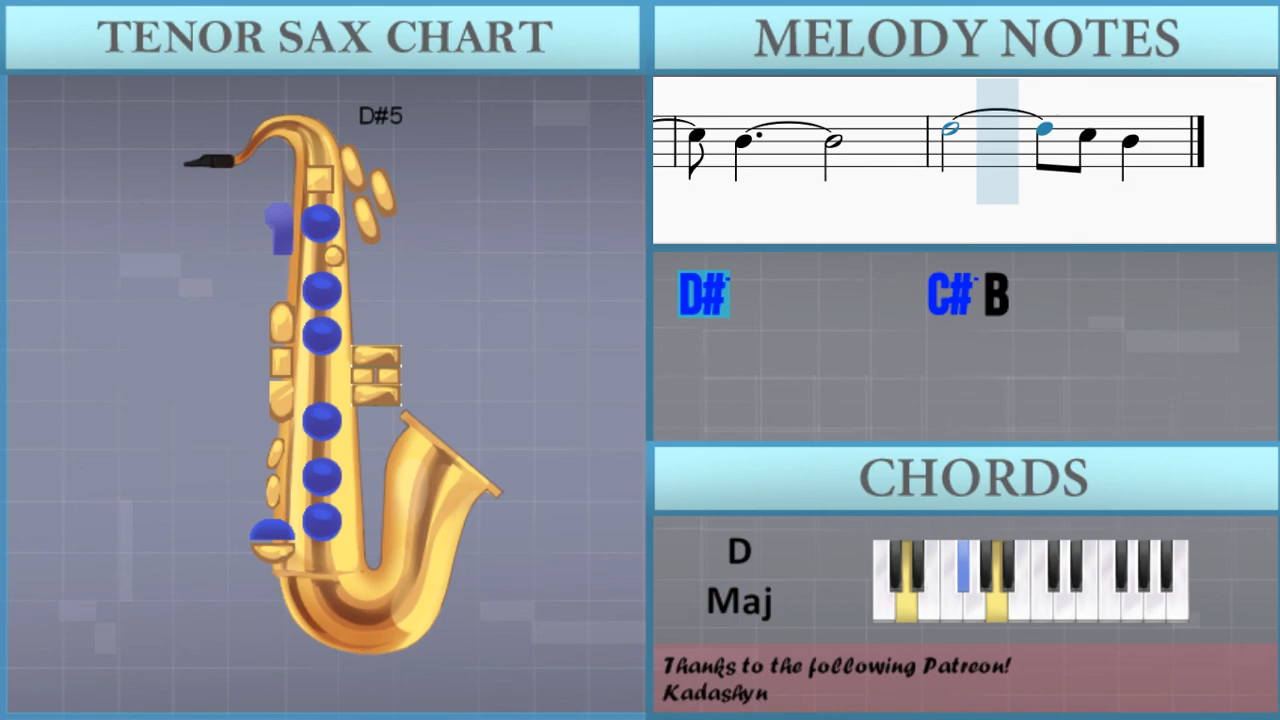 TENOR SAX CHART
D#5
MELODY NOTES
D#- C#- B
CHORDS
D
Maj
Thanks to the following Patreon!
Kadashyn